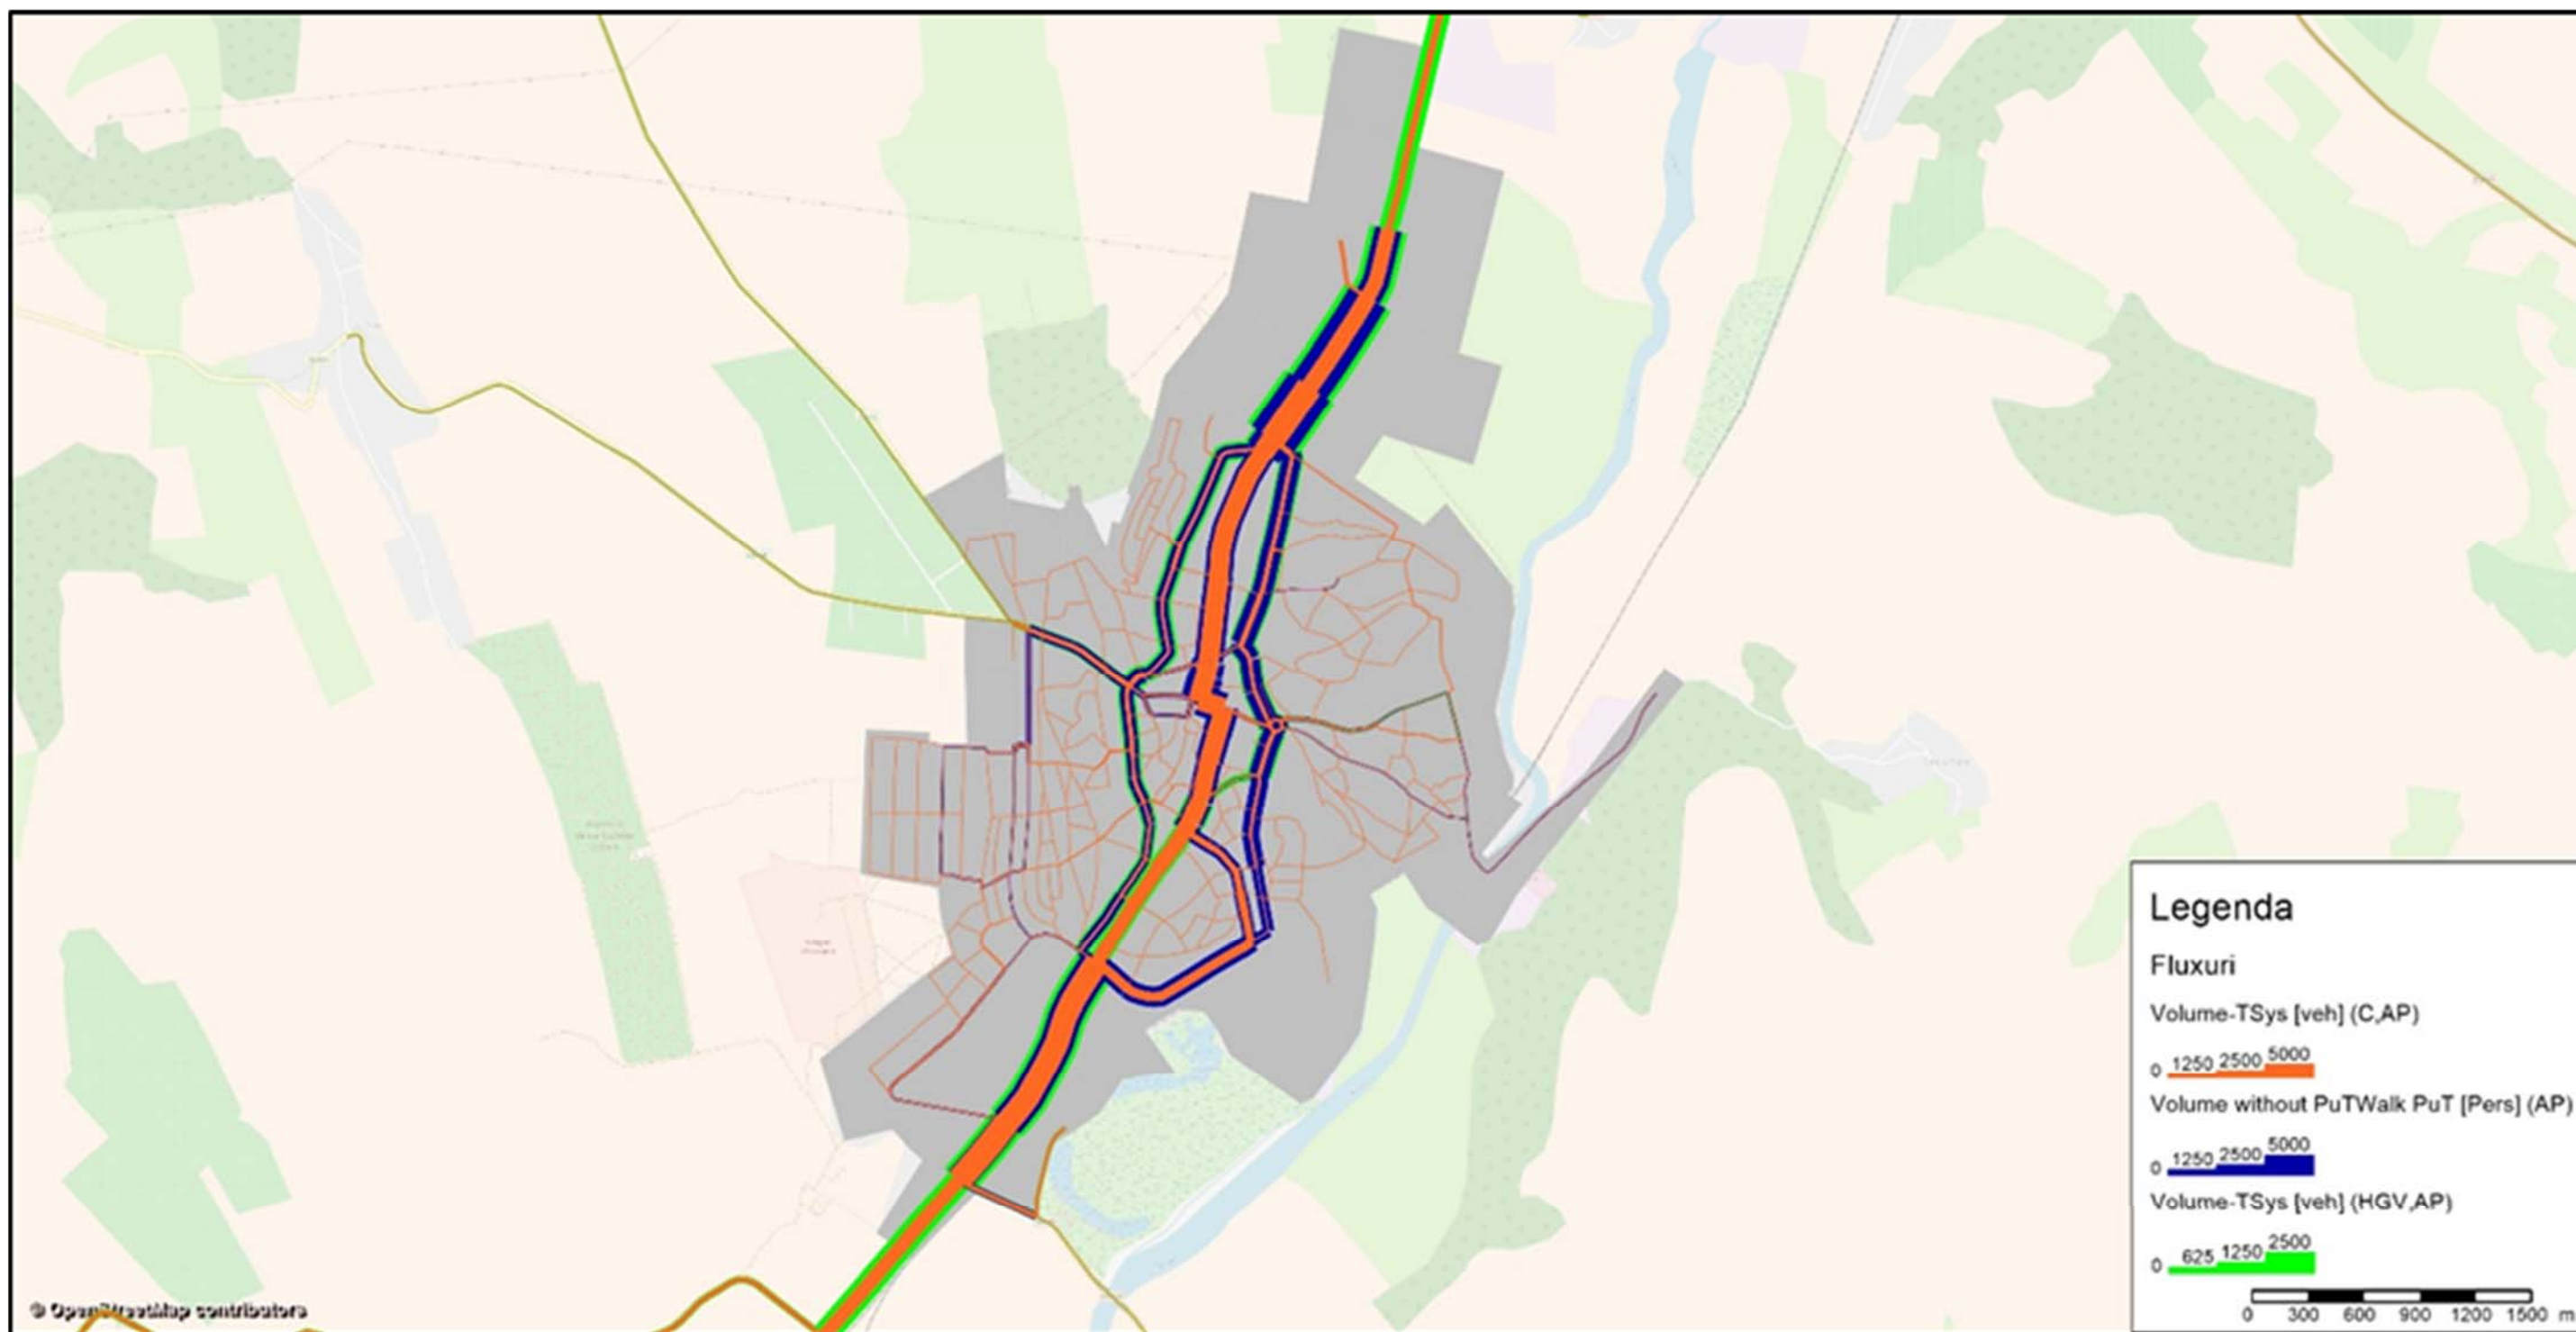 Legenda
Fluxuri
Volume-TSys [veh] (C,AP)
0 1250 2500 5000
Volume without PuTWalk PuT [Pers] (AP)
0 1250 2500 5000
Volume-TSys [veh] (HGV,AP)
0 625 1250 2500
0 300 600 900 1200 1500 m
© OpenStreetMap contributors